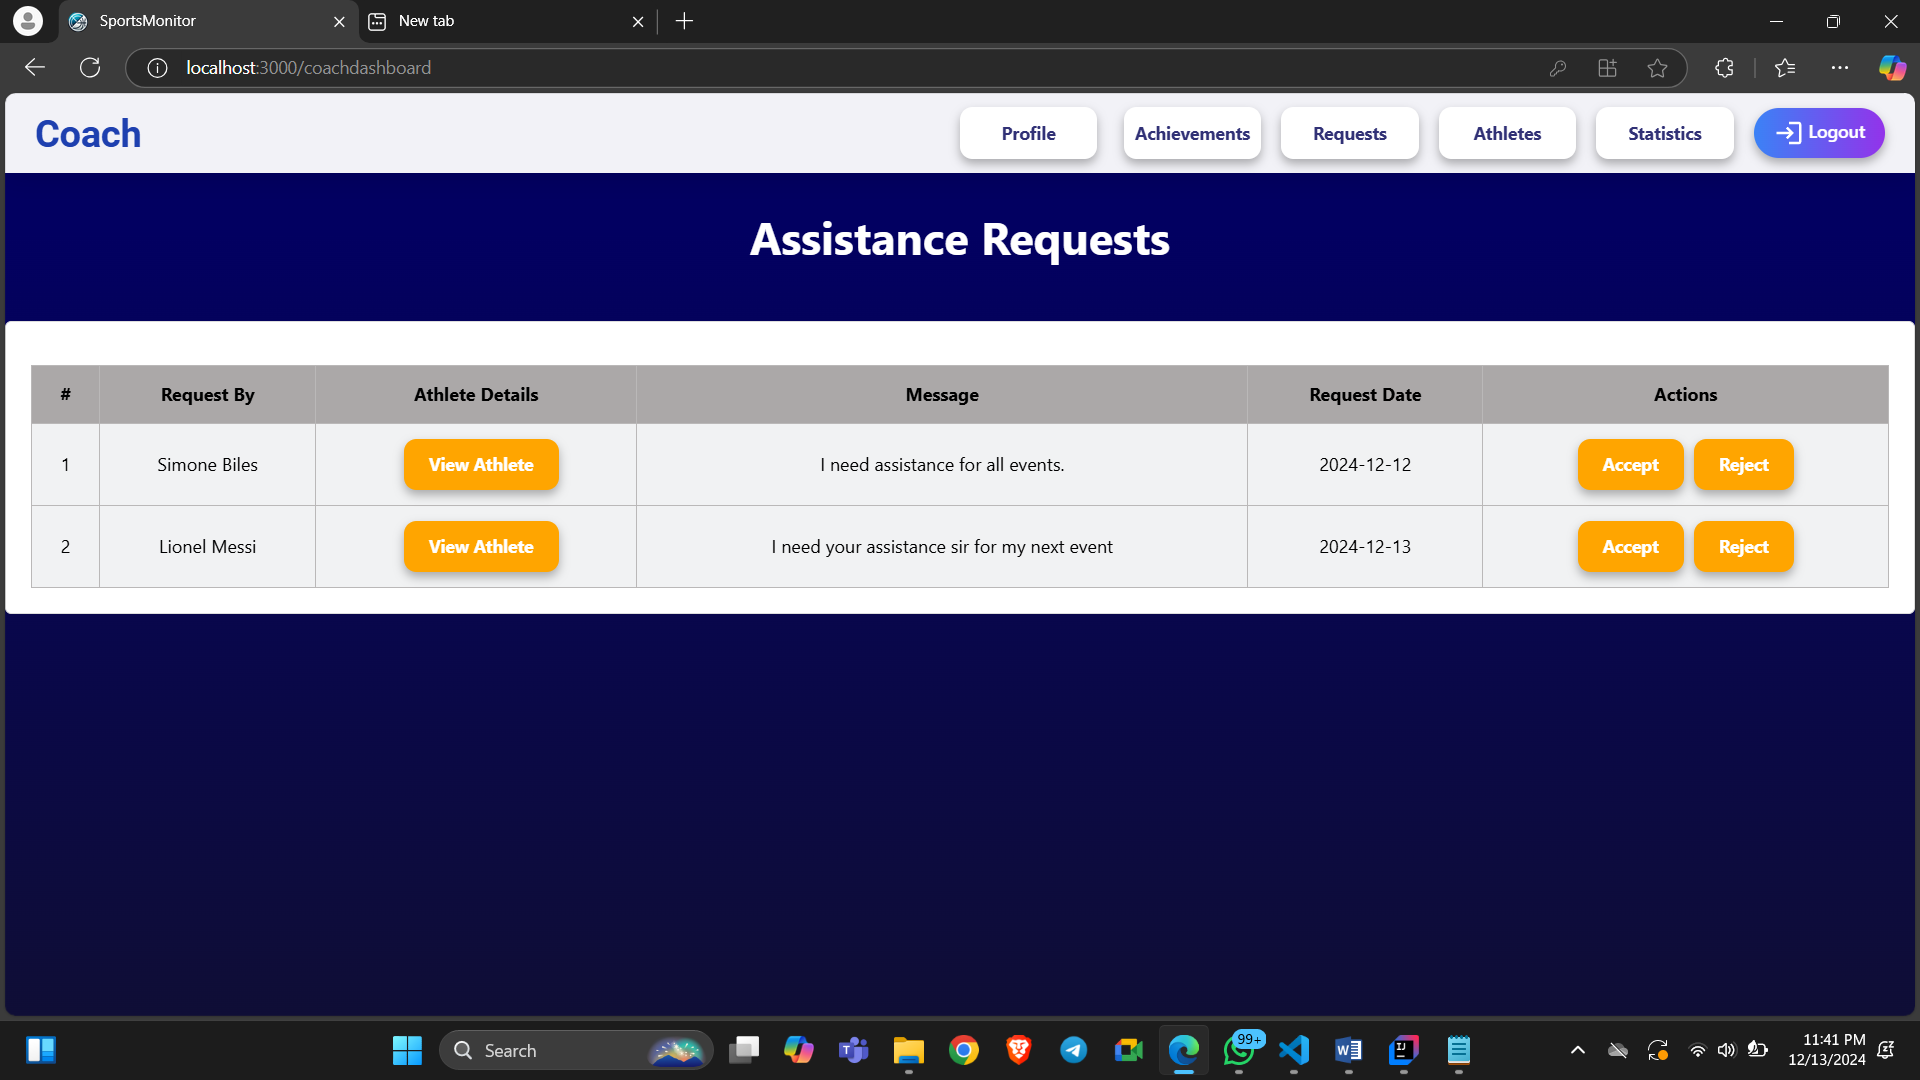 SportsMonitor
New tab
localhost:3000/coachdashboard
Coach
Profile
Achievements
Requests
Athletes
Statistics
Logout
Assistance Requests
# Request By Athlete Details Message Request Date Actions
1 Simone Biles View Athlete I need assistance for all events. 2024-12-12 Accept Reject
2 Lionel Messi View Athlete I need your assistance sir for my next event 2024-12-13 Accept Reject
Search
99+
11:41 PM
12/13/2024